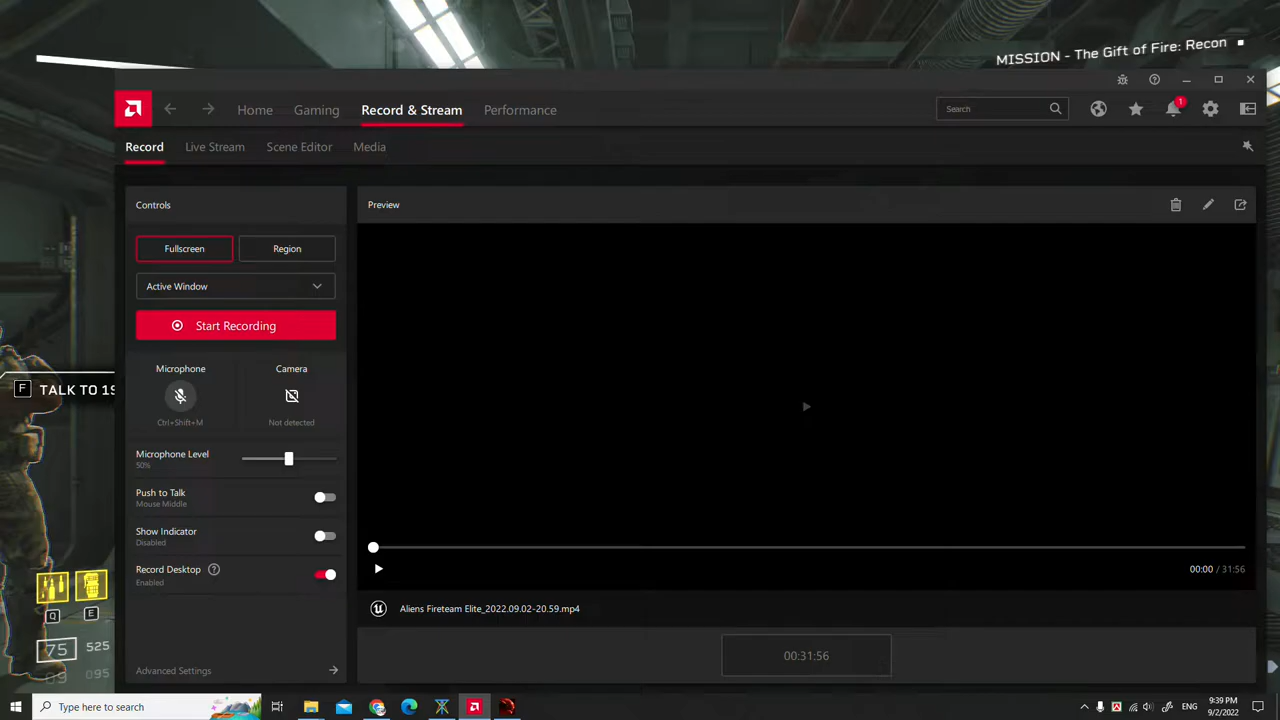 MISSION - The Gift of Fire: Recon
Home
Gaming
Record & Stream
Performance
Search
1
Record
Live Stream
Scene Editor
Media
Controls
Fullscreen
Region
Active Window
Start Recording
Microphone
Camera
Ctrl+Shift+M
Not detected
Microphone Level
50%
Push to Talk
Mouse Middle
Show Indicator
Disabled
Record Desktop ?
Enabled
Advanced Settings
Preview
00:00 / 31:56
Aliens Fireteam Elite_2022.09.02-20.59.mp4
00:31:56
F TALK TO
Q
E
75
525
09
095
Type here to search
ENG
9:39 PM
9/2/2022